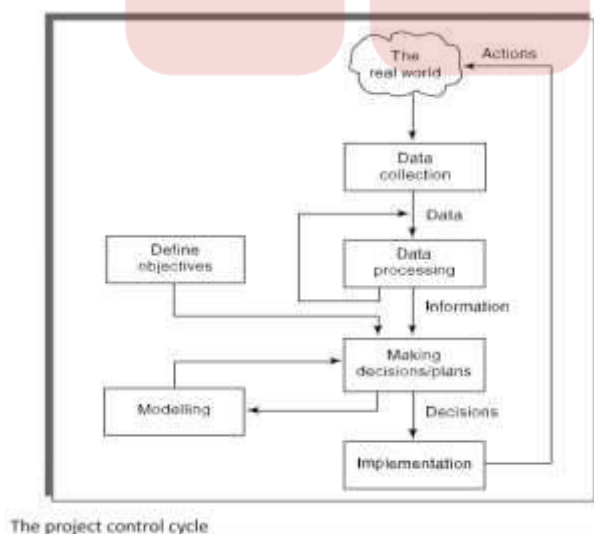 The
real world
Actions
Data
collection
Data
Define
objectives
Data
processing
Information
Making
decisions/plans
Modelling
Decisions
Implementation
The project control cycle